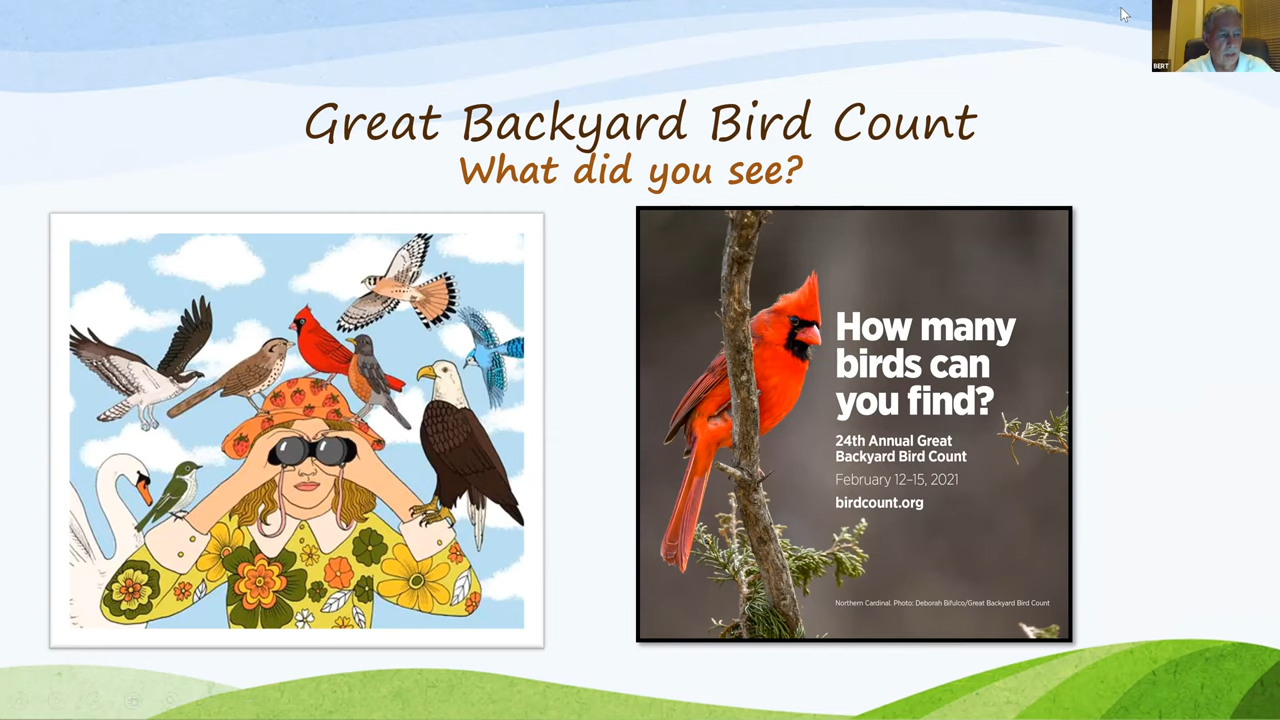 BERT
Great Backyard Bird Count
What did you see?
How many
birds can
you find?
24th Annual Great
Backyard Bird Count
February 12–15, 2021
birdcount.org
Northern Cardinal. Photo: Deborah Bifulco/Great Backyard Bird Count